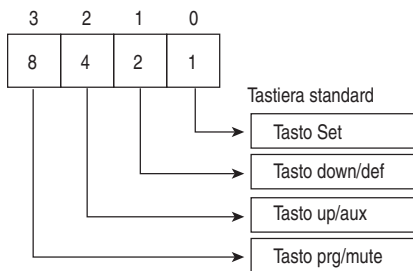 3 2 1 0
8 4 2 1
Tastiera standard
Tasto Set
Tasto down/def
Tasto up/aux
Tasto prg/mute